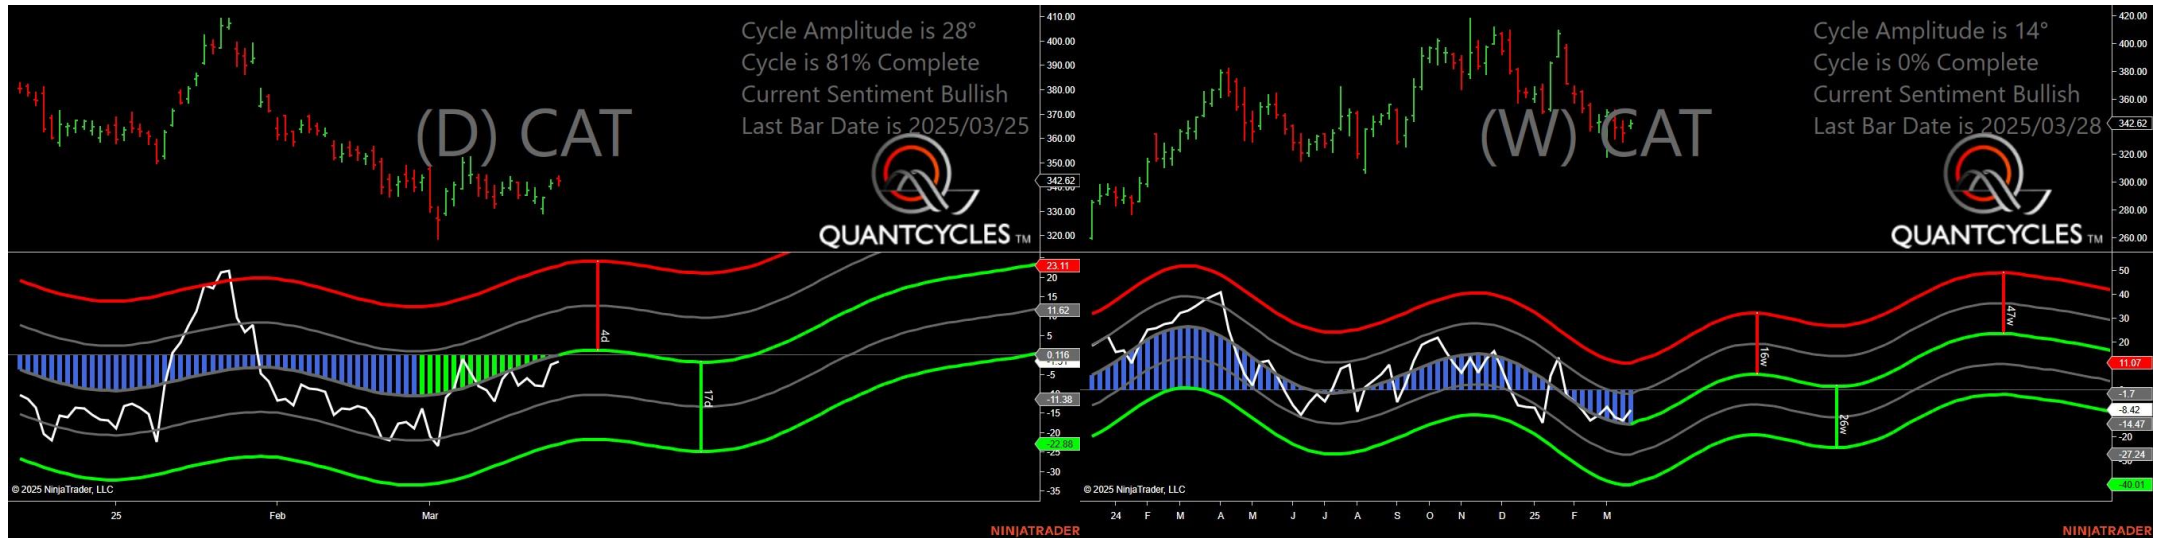 Cycle Amplitude is 28°
Cycle is 81% Complete
Current Sentiment Bullish
Last Bar Date is 2025/03/25
(D) CAT
QUANTCYCLES TM
410.00
400.00
390.00
380.00
370.00
360.00
350.00
342.62
330.00
320.00
23.11
20
15
11.62
5
0.116
-5
-11.38
-15
-20
-22.88
-25
-30
-35
4d
17d
© 2025 NinjaTrader, LLC
25 Feb Mar
NINJATRADER
Cycle Amplitude is 14°
Cycle is 0% Complete
Current Sentiment Bullish
Last Bar Date is 2025/03/28
(W) CAT
QUANTCYCLES TM
420.00
400.00
380.00
360.00
342.62
320.00
300.00
280.00
260.00
50
40
30
20
11.07
-1.7
-8.42
-14.47
-20
-27.24
-40.01
16w
26w
47w
© 2025 NinjaTrader, LLC
24 F M A M J J A S O N D 25 F M
NINJATRADER